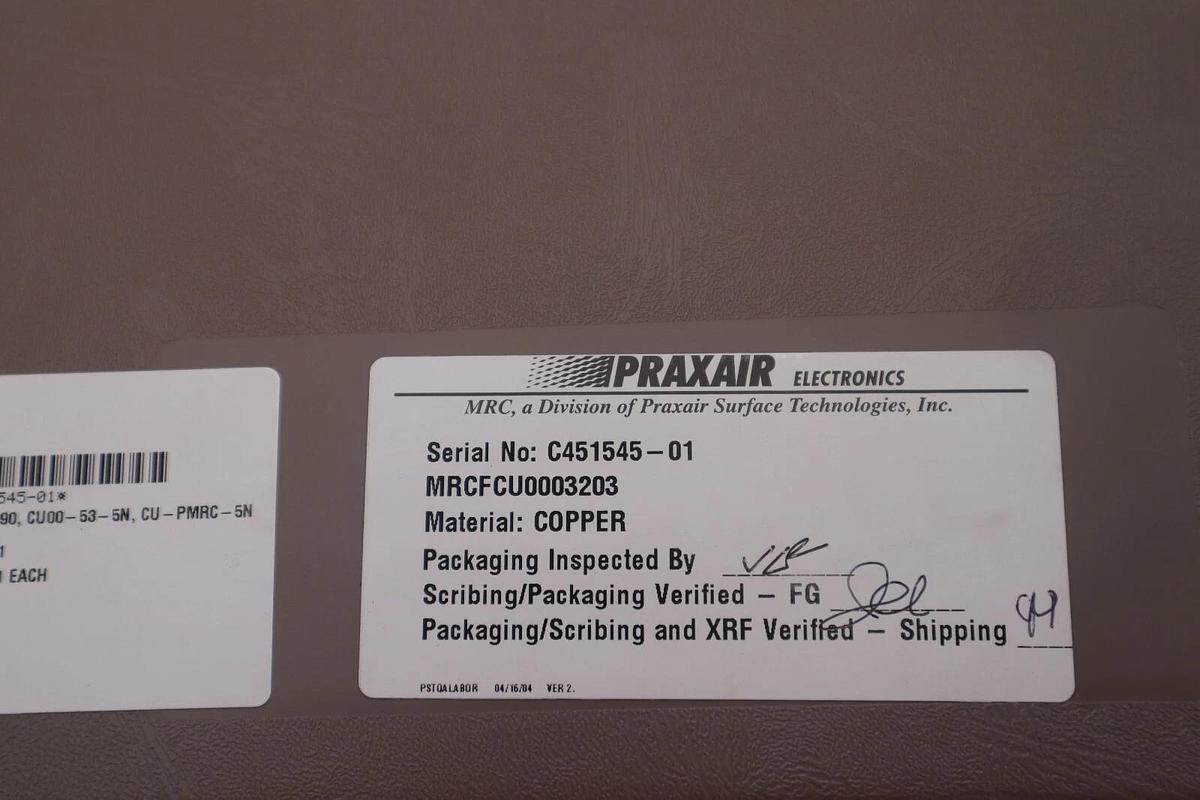 545-01*
90, CU00-53-5N, CU-PMRC-5N
1
EACH
PRAXAIR ELECTRONICS
MRC, a Division of Praxair Surface Technologies, Inc.
Serial No: C451545-01
MRCFCU0003203
Material: COPPER
Packaging Inspected By
Scribing/Packaging Verified - FG
Packaging/Scribing and XRF Verified - Shipping
PSTQALABOR 04/16/04 VER 2.